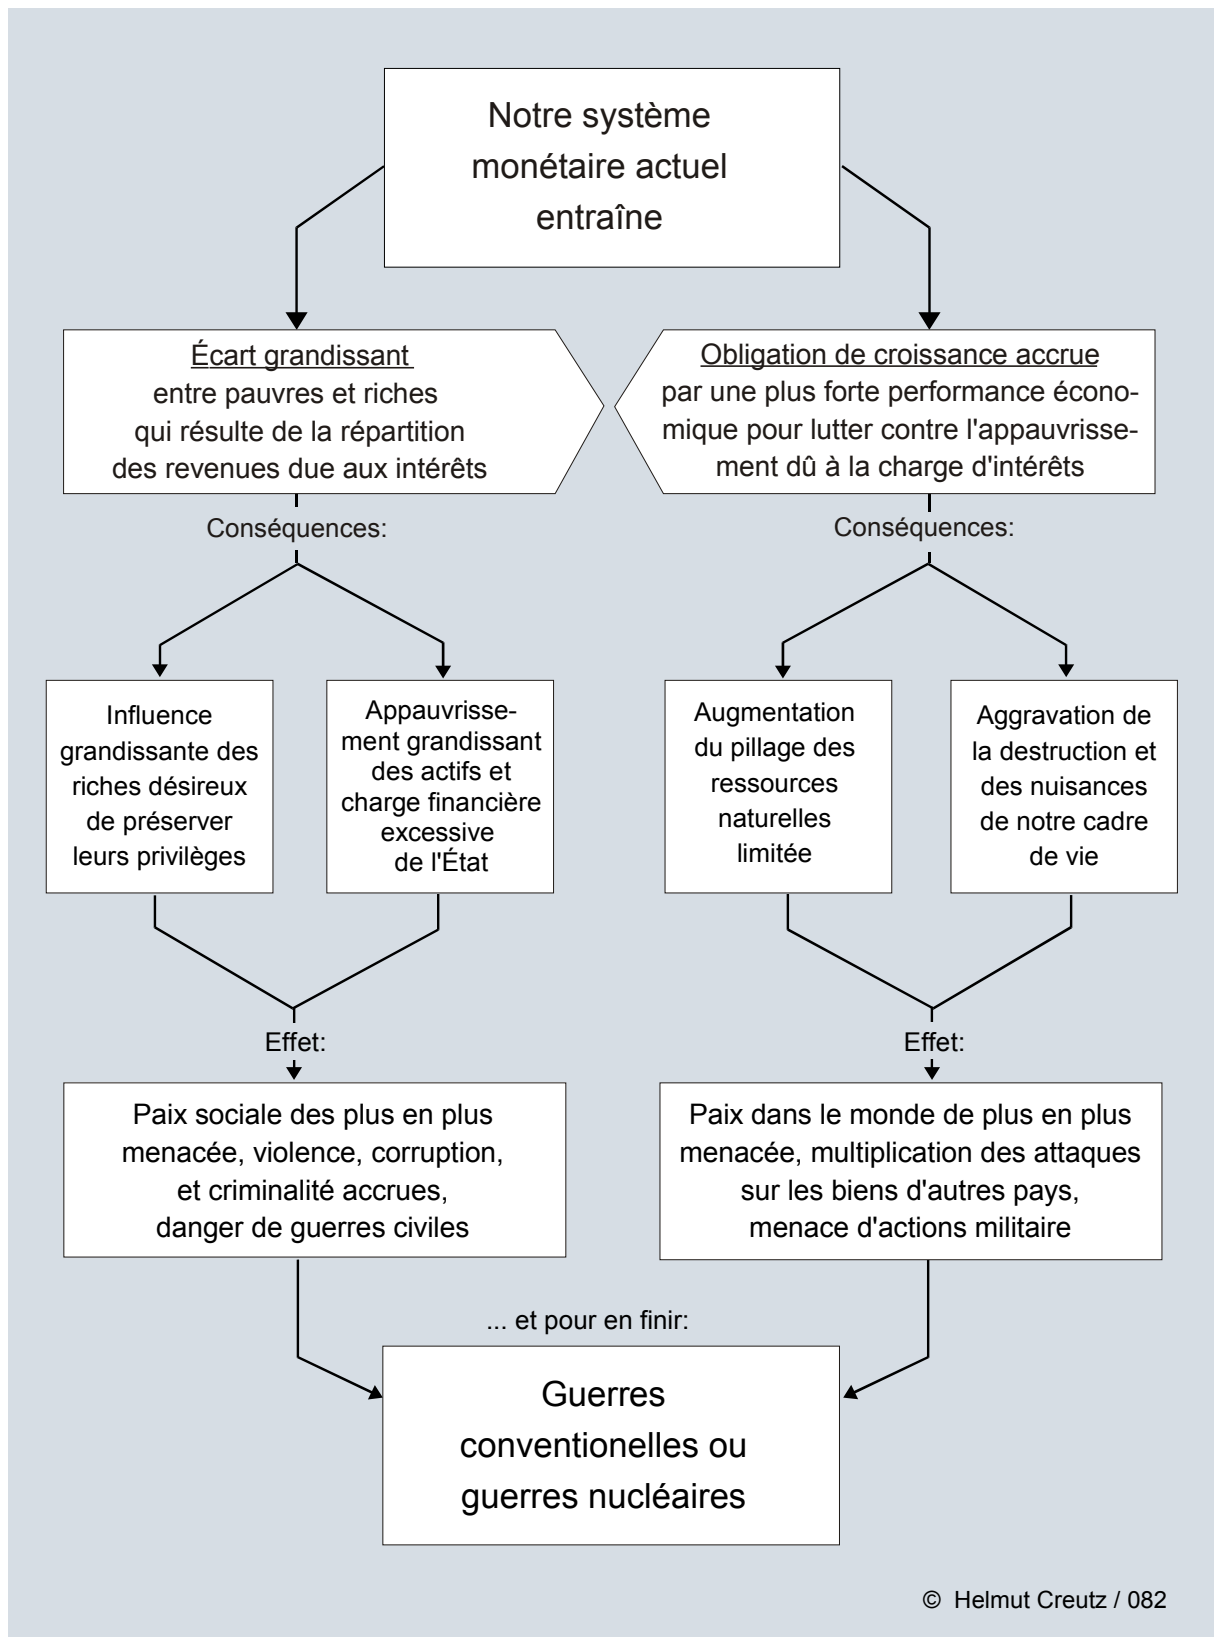 Notre système
monétaire actuel
entraîne
Écart grandissant
entre pauvres et riches
qui résulte de la répartition
des revenues due aux intérêts
Obligation de croissance accrue
par une plus forte performance écono-
mique pour lutter contre l'appauvrisse-
ment dû à la charge d'intérêts
Conséquences:
Conséquences:
Influence
grandissante des
riches désireux
de préserver
leurs privilèges
Appauvrisse-
ment grandissant
des actifs et
charge financière
excessive
de l'État
Augmentation
du pillage des
ressources
naturelles
limitée
Aggravation de
la destruction et
des nuisances
de notre cadre
de vie
Effet:
Effet:
Paix sociale des plus en plus
menacée, violence, corruption,
et criminalité accrues,
danger de guerres civiles
Paix dans le monde de plus en plus
menacée, multiplication des attaques
sur les biens d'autres pays,
menace d'actions militaire
... et pour en finir:
Guerres
conventionelles ou
guerres nucléaires
© Helmut Creutz / 082